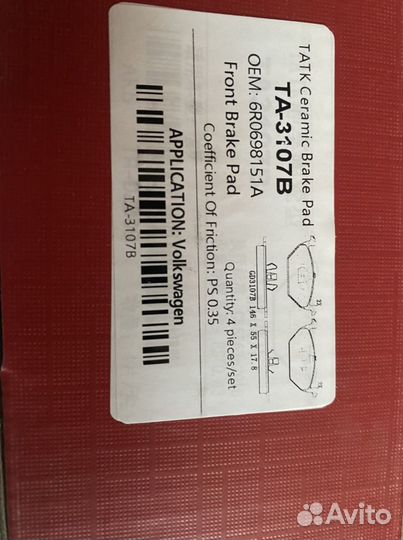 TATK Ceramic Brake Pad
TA-3107B
OEM: 6R0698151A
Front Brake Pad
Coefficient Of Friction: PS 0.35
Quantity: 4 pieces/set
GD3107B 146 X 55 X 17.8
APPLICATION: Volkswagen
TA-3107B
Avito